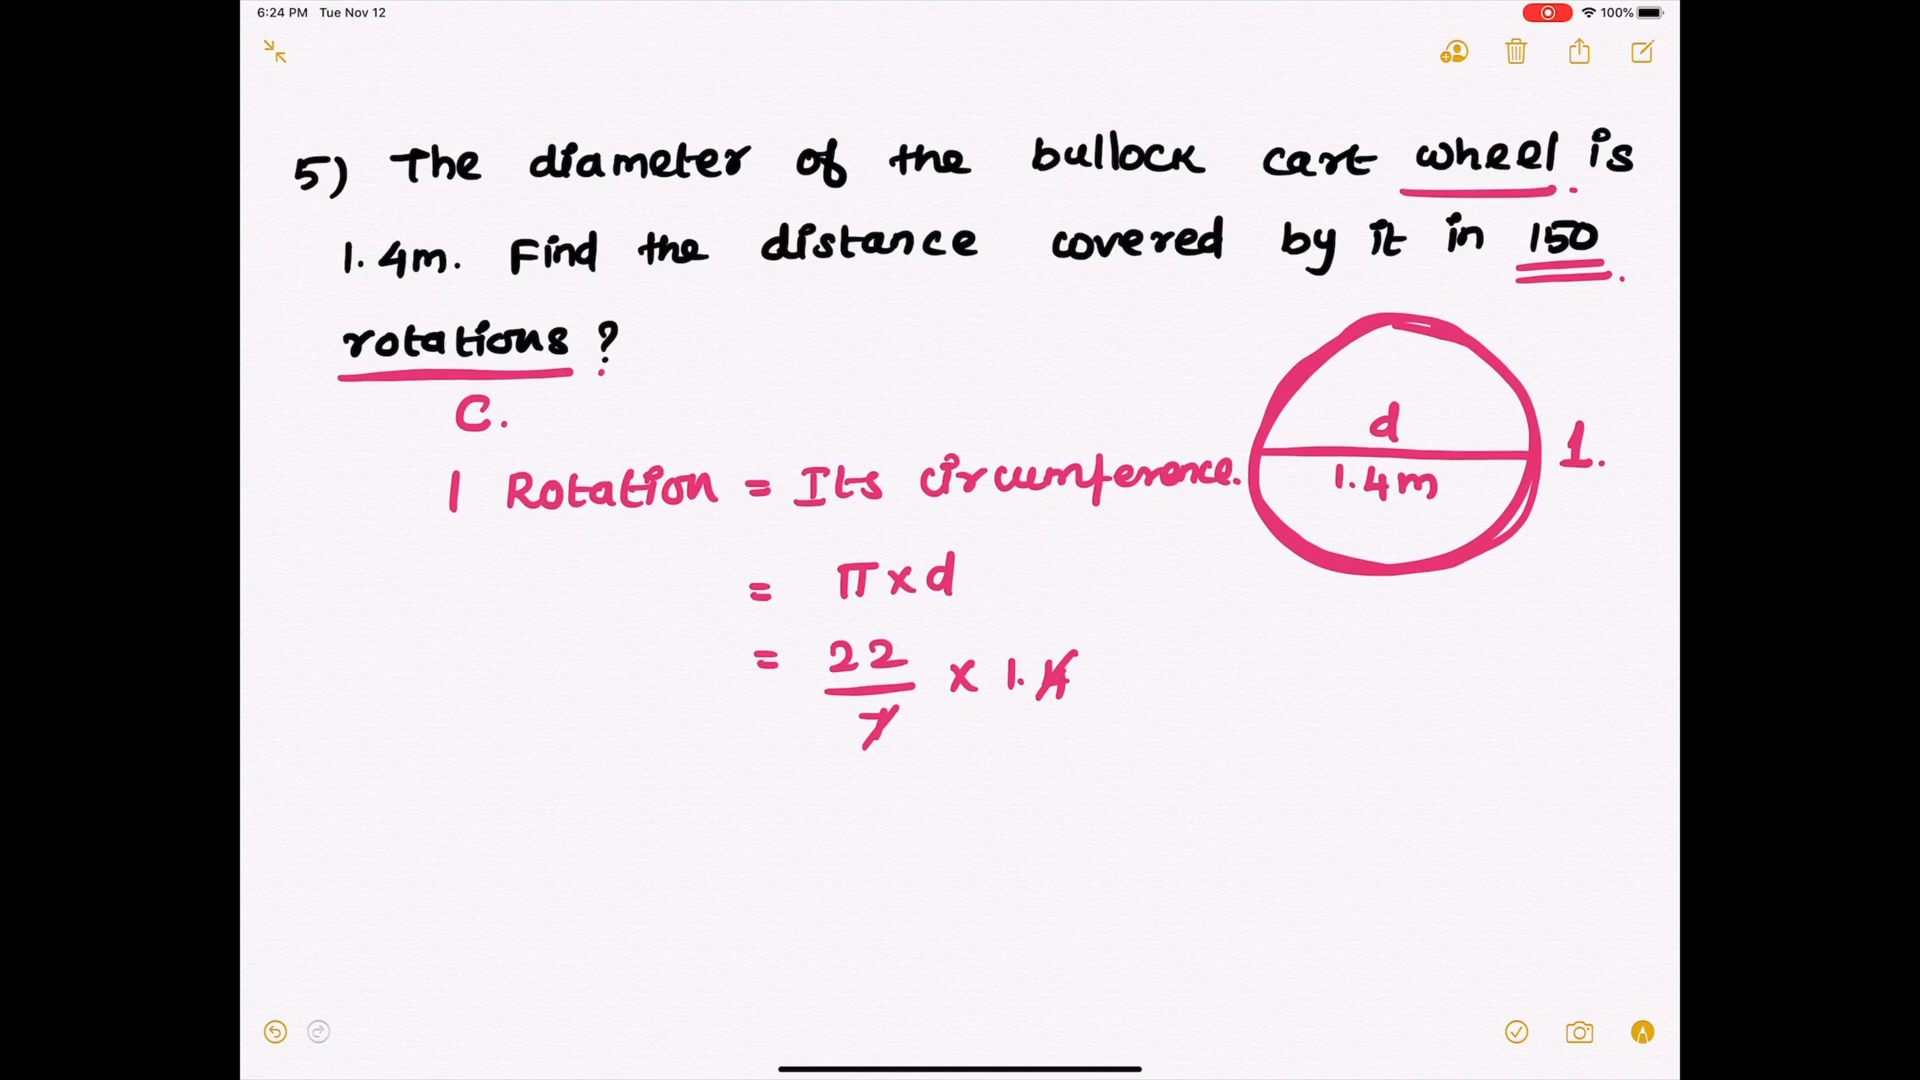 6:24 PM Tue Nov 12
100%
5) The diameter of the bullock cart wheel is
1.4m. Find the distance covered by it in 150
rotations ?
C.
d
1.4m
1.
1 Rotation = Its circumference.
= π x d
= 22/7 x 1.4